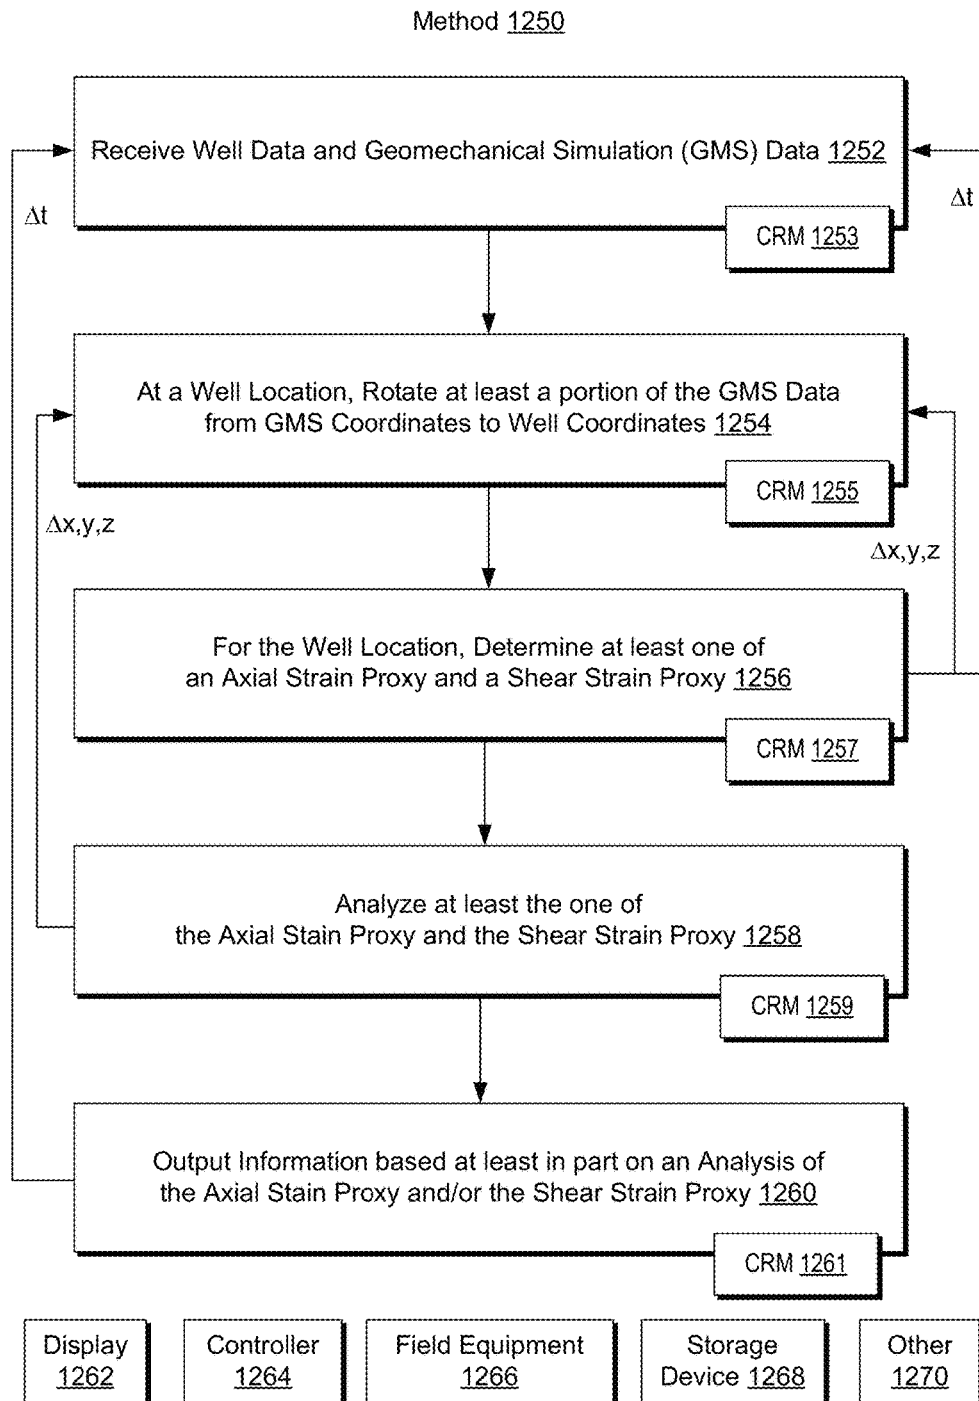 Method 1250
Receive Well Data and Geomechanical Simulation (GMS) Data 1252
Δt
Δt
CRM 1253
At a Well Location, Rotate at least a portion of the GMS Data
from GMS Coordinates to Well Coordinates 1254
CRM 1255
Δx,y,z
Δx,y,z
For the Well Location, Determine at least one of
an Axial Strain Proxy and a Shear Strain Proxy 1256
CRM 1257
Analyze at least the one of
the Axial Stain Proxy and the Shear Strain Proxy 1258
CRM 1259
Output Information based at least in part on an Analysis of
the Axial Stain Proxy and/or the Shear Strain Proxy 1260
CRM 1261
Display
1262
Controller
1264
Field Equipment
1266
Storage
Device 1268
Other
1270